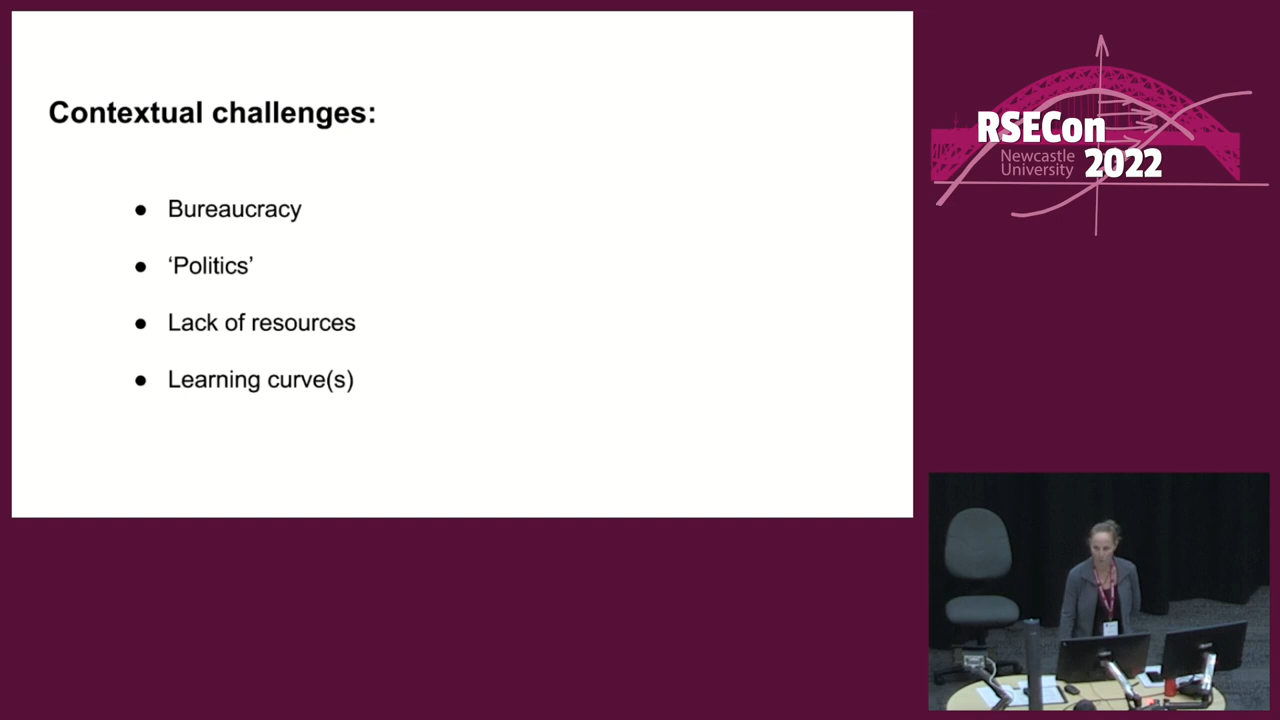 Contextual challenges:
● Bureaucracy
● ‘Politics’
● Lack of resources
● Learning curve(s)
RSECon
Newcastle
University
2022